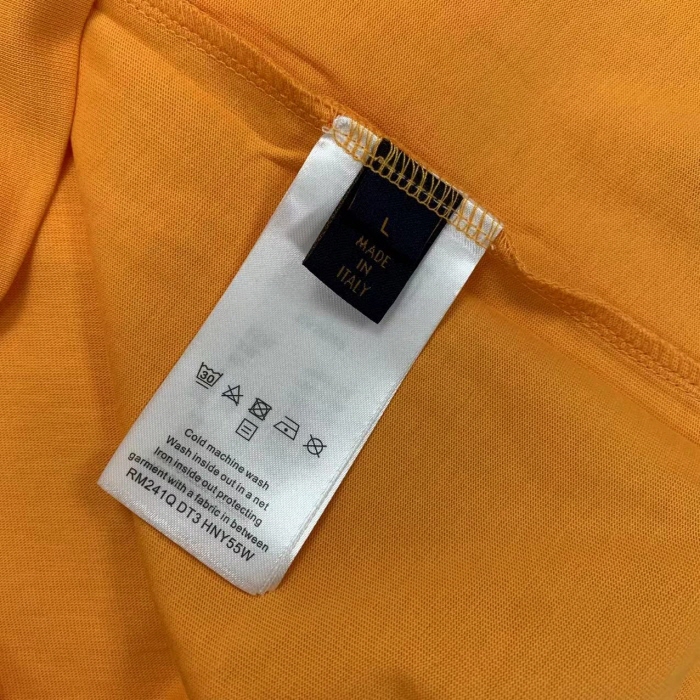 L
MADE
IN
ITALY
30
Cold machine wash
Wash inside out in a net
Iron inside out protecting
garment with a fabric in between
RM241Q DT3 HNY55W